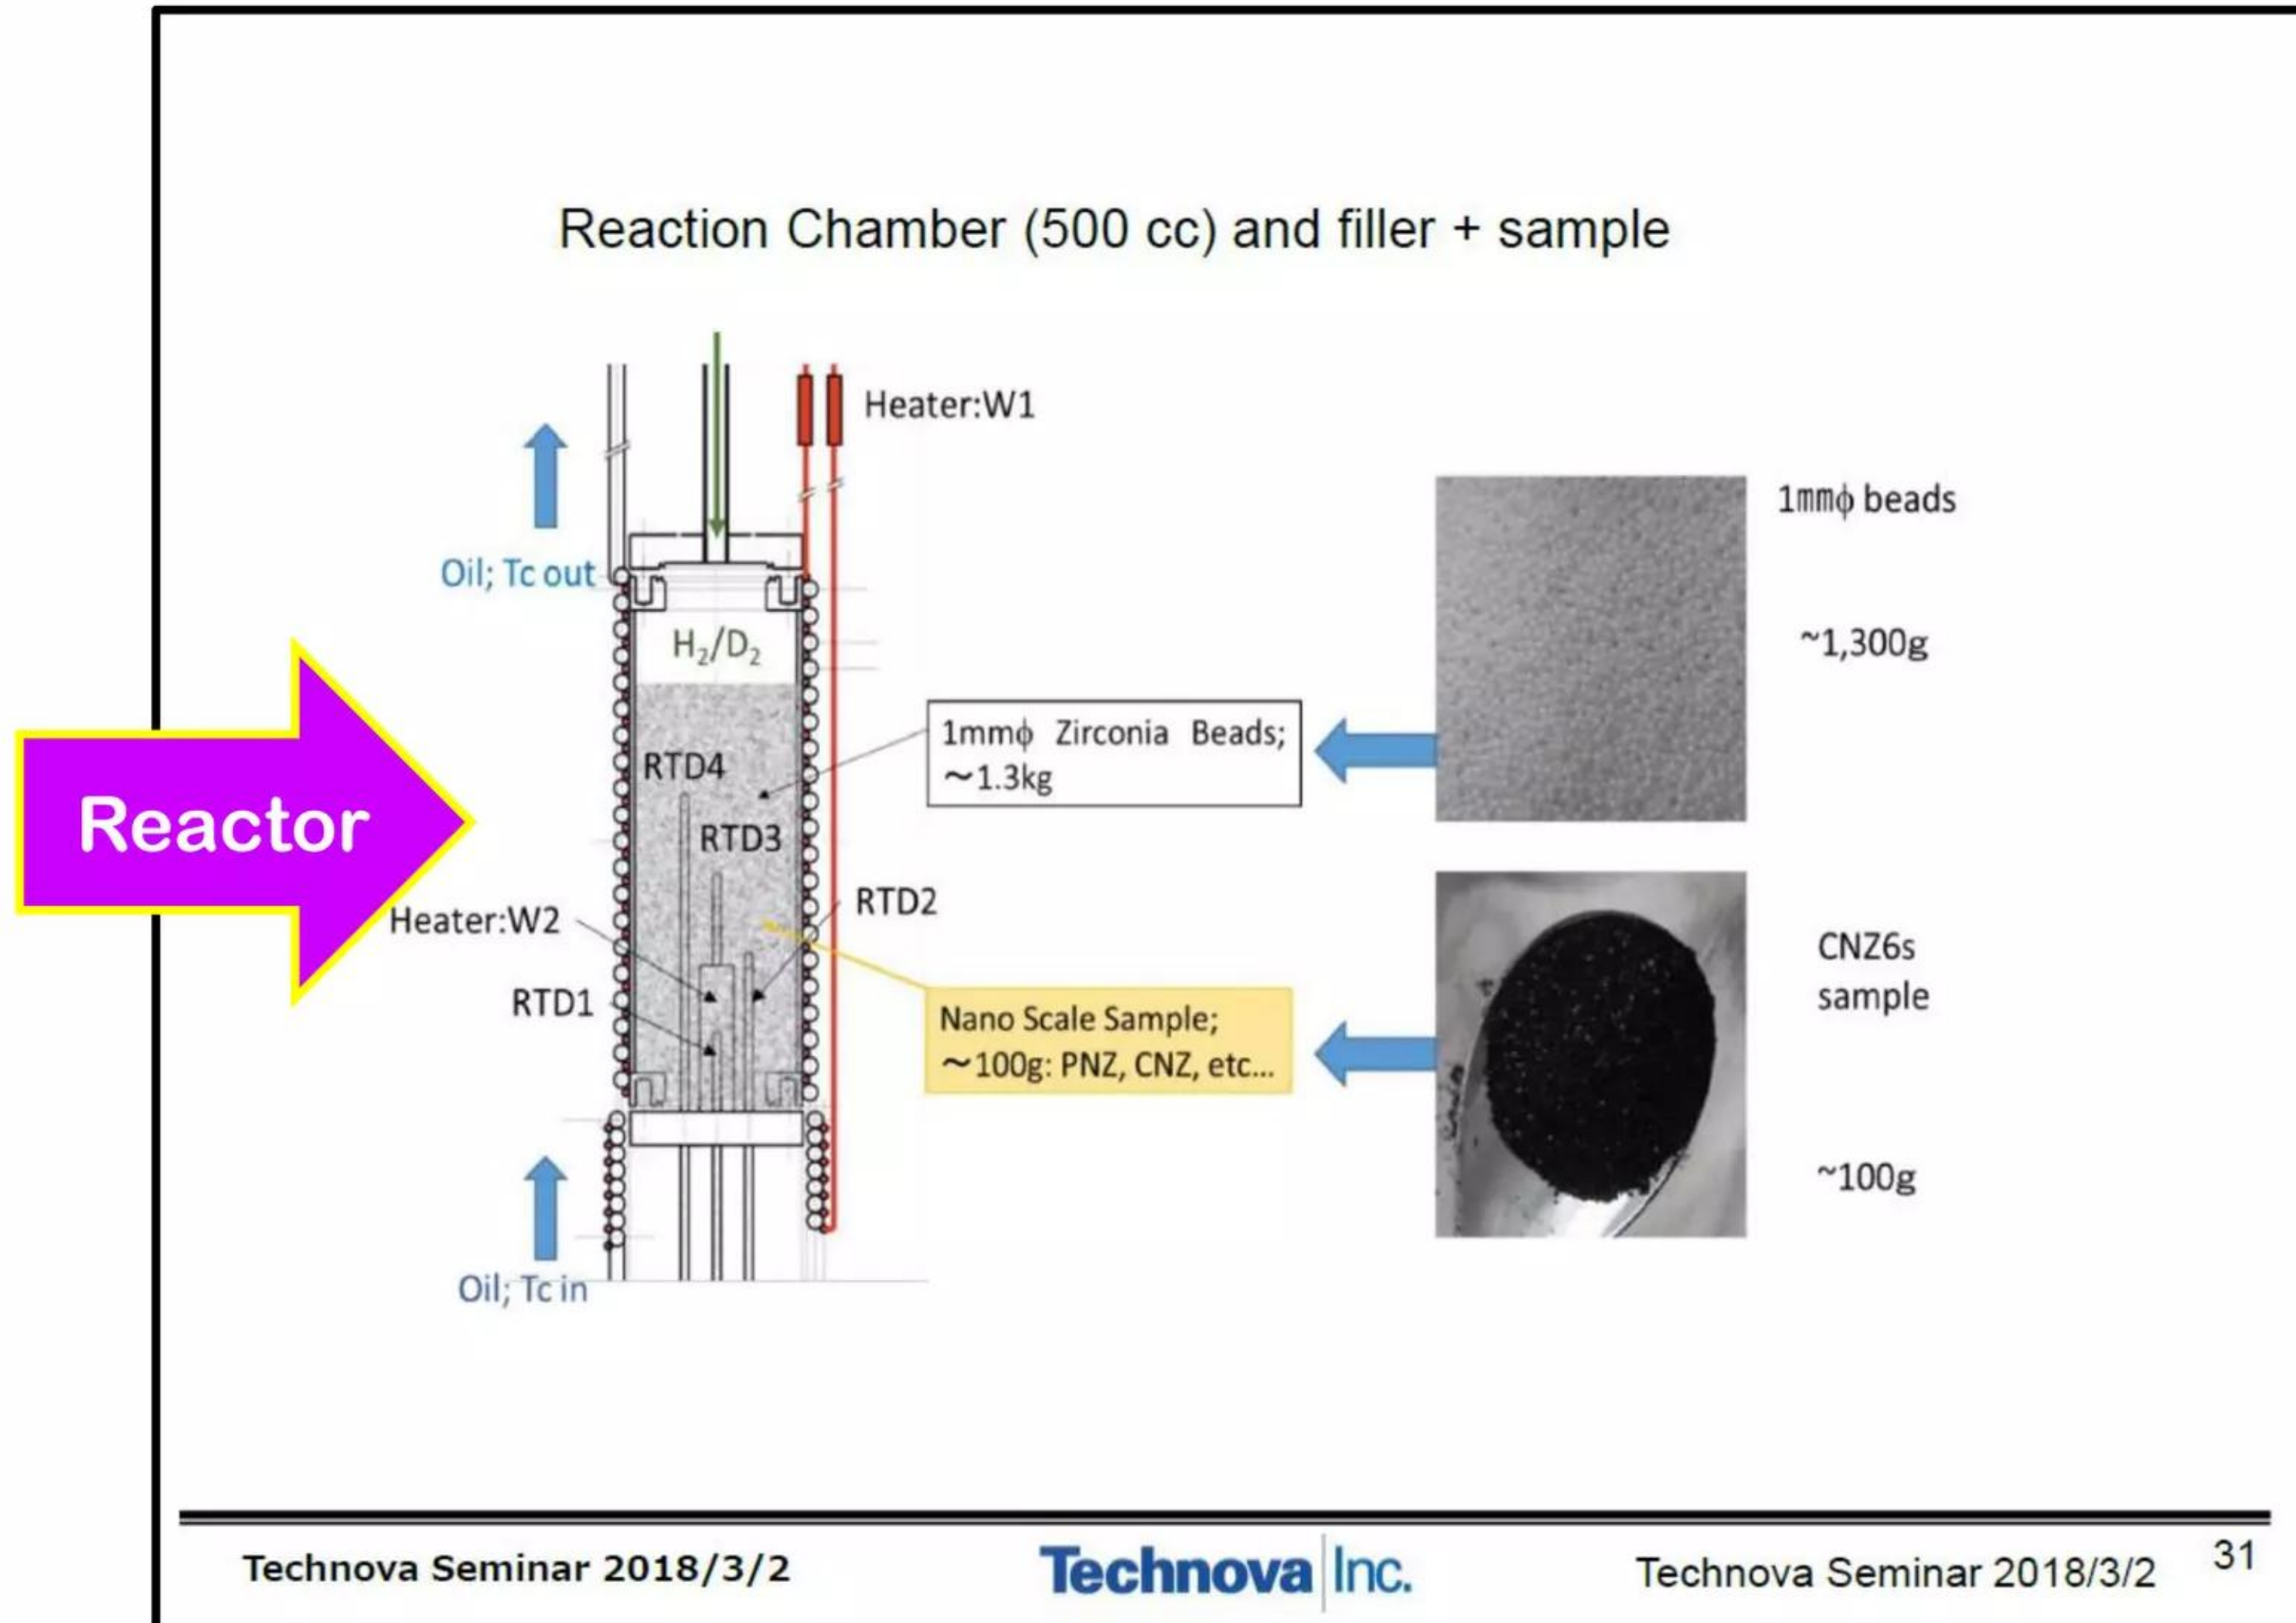 Reaction Chamber (500 cc) and filler + sample
Heater:W1
Oil; Tc out
H₂/D₂
RTD4
RTD3
1mmϕ Zirconia Beads;
～1.3kg
1mmϕ beads
~1,300g
Reactor
Heater:W2
RTD2
RTD1
Nano Scale Sample;
～100g: PNZ, CNZ, etc...
CNZ6s
sample
~100g
Oil; Tc in
Technova Seminar 2018/3/2
Technova Inc.
Technova Seminar 2018/3/2
31